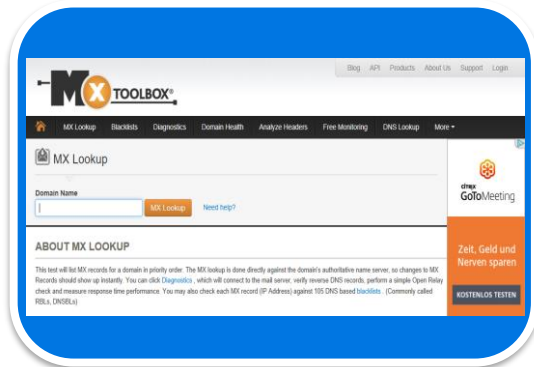 Blog API Products About Us Support Login
MX TOOLBOX®
MX Lookup Blacklists Diagnostics Domain Health Analyze Headers Free Monitoring DNS Lookup More
MX Lookup
Domain Name
MX Lookup Need help?
citrix
GoToMeeting
ABOUT MX LOOKUP
Zeit, Geld und
Nerven sparen
This test will list MX records for a domain in priority order. The MX lookup is done directly against the domain's authoritative name server, so changes to MX
Records should show up instantly. You can click Diagnostics , which will connect to the mail server, verify reverse DNS records, perform a simple Open Relay
check and measure response time performance. You may also check each MX record (IP Address) against 105 DNS based blacklists . (Commonly called
RBLs, DNSBLs)
KOSTENLOS TESTEN